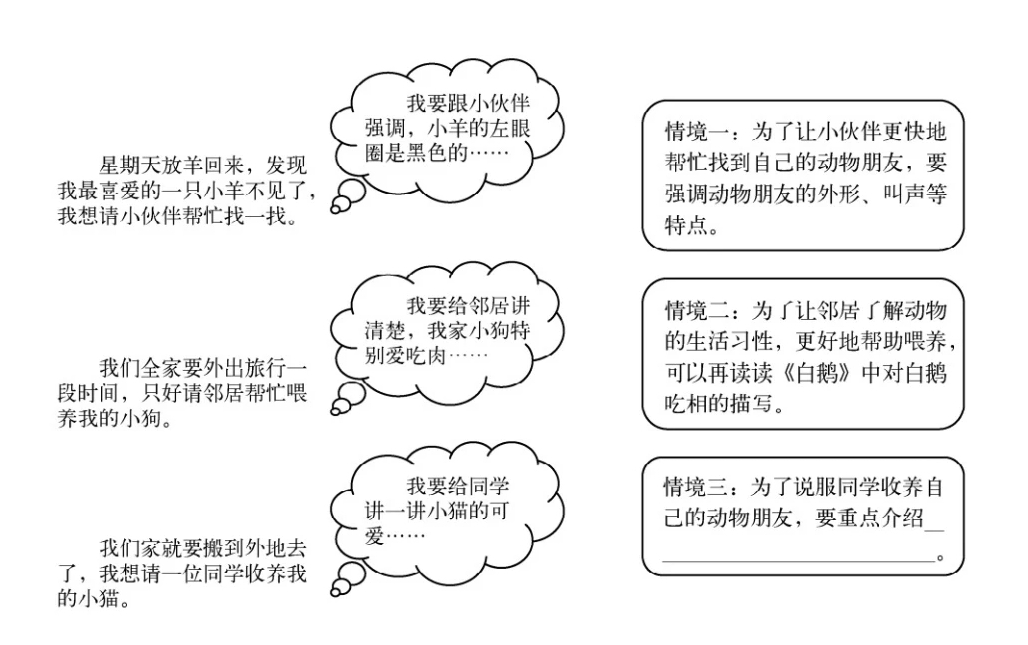 星期天放羊回来，发现
我最喜爱的一只小羊不见了，
我想请小伙伴帮忙找一找。
我要跟小伙伴
强调，小羊的左眼
圈是黑色的……
情境一：为了让小伙伴更快地
帮忙找到自己的动物朋友，要
强调动物朋友的外形、叫声等
特点。
我们全家要外出旅行一
段时间，只好请邻居帮忙喂
养我的小狗。
我要给邻居讲
清楚，我家小狗特
别爱吃肉……
情境二：为了让邻居了解动物
的生活习性，更好地帮助喂养，
可以再读读《白鹅》中对白鹅
吃相的描写。
我们家就要搬到外地去
了，我想请一位同学收养我
的小猫。
我要给同学
讲一讲小猫的可
爱……
情境三：为了说服同学收养自
己的动物朋友，要重点介绍__
____________________。